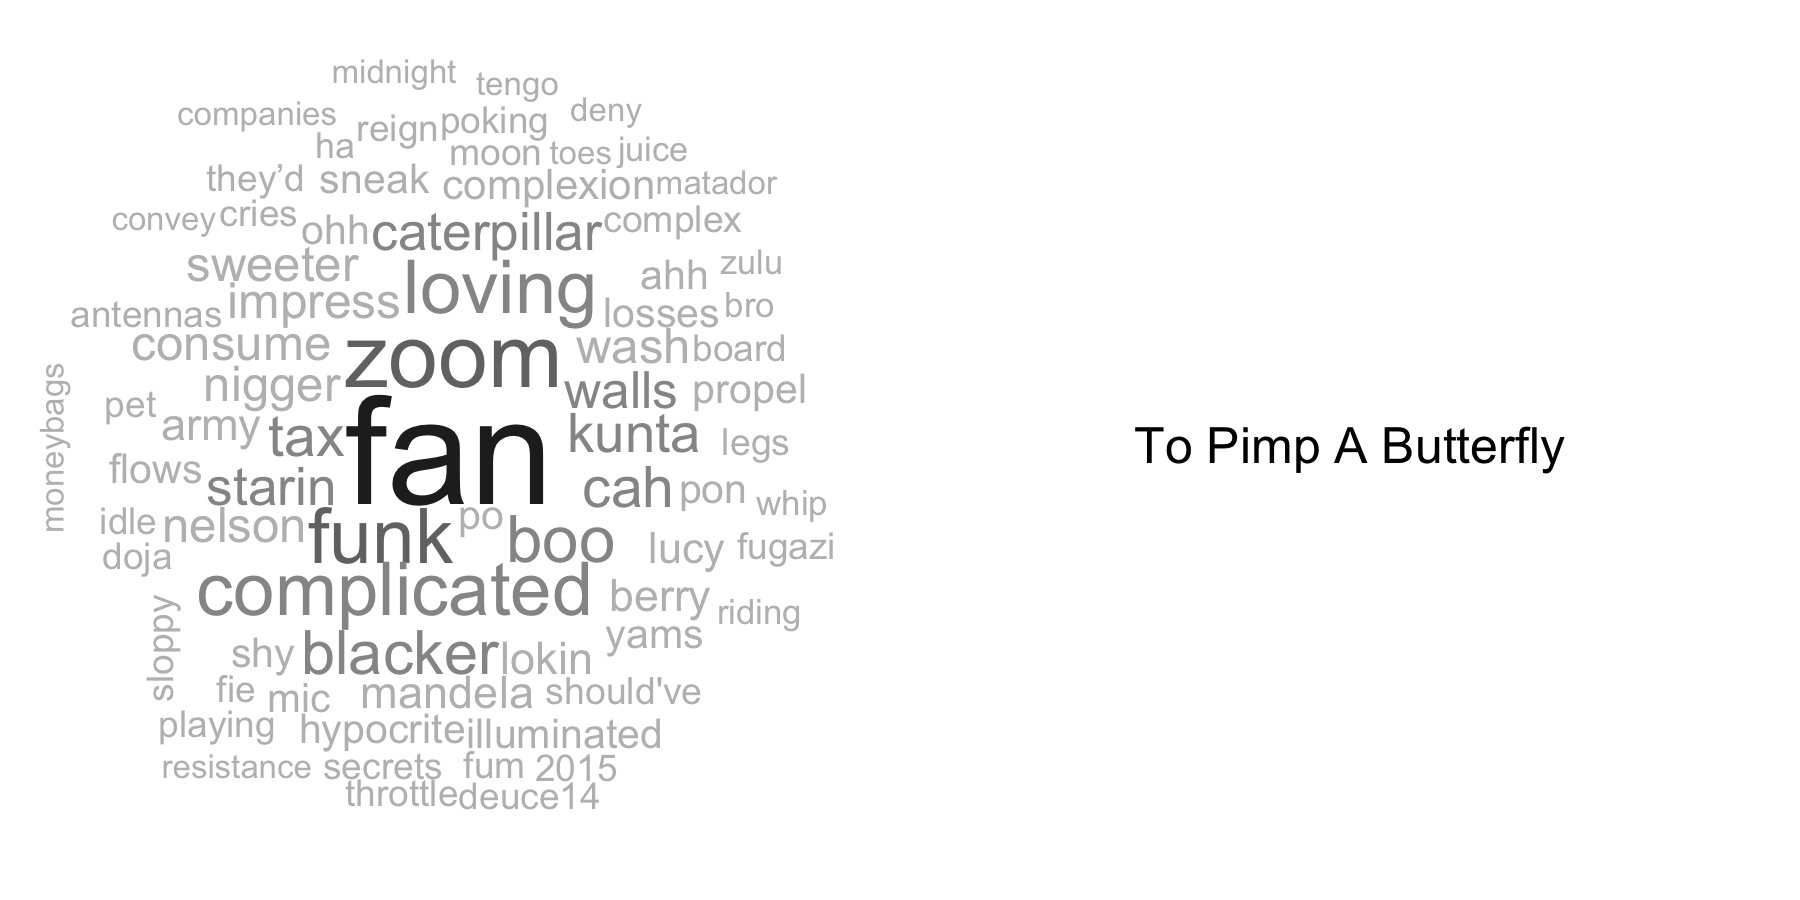 midnight
tengo
companies
deny
ha reign poking
moon toes juice
they’d sneak complexion matador
convey cries ohh caterpillar complex
sweeter loving ahh zulu
antennas impress losses bro
consume zoom wash board
nigger walls propel
moneybags
pet army tax fan kunta legs
flows starin cah pon whip
idle nelson funk po boo lucy fugazi
doja
complicated berry riding
sloppy
shy blacker lokin yams
fie mic mandela should've
playing hypocrite illuminated
resistance secrets fum 2015
throttle deuce14
To Pimp A Butterfly